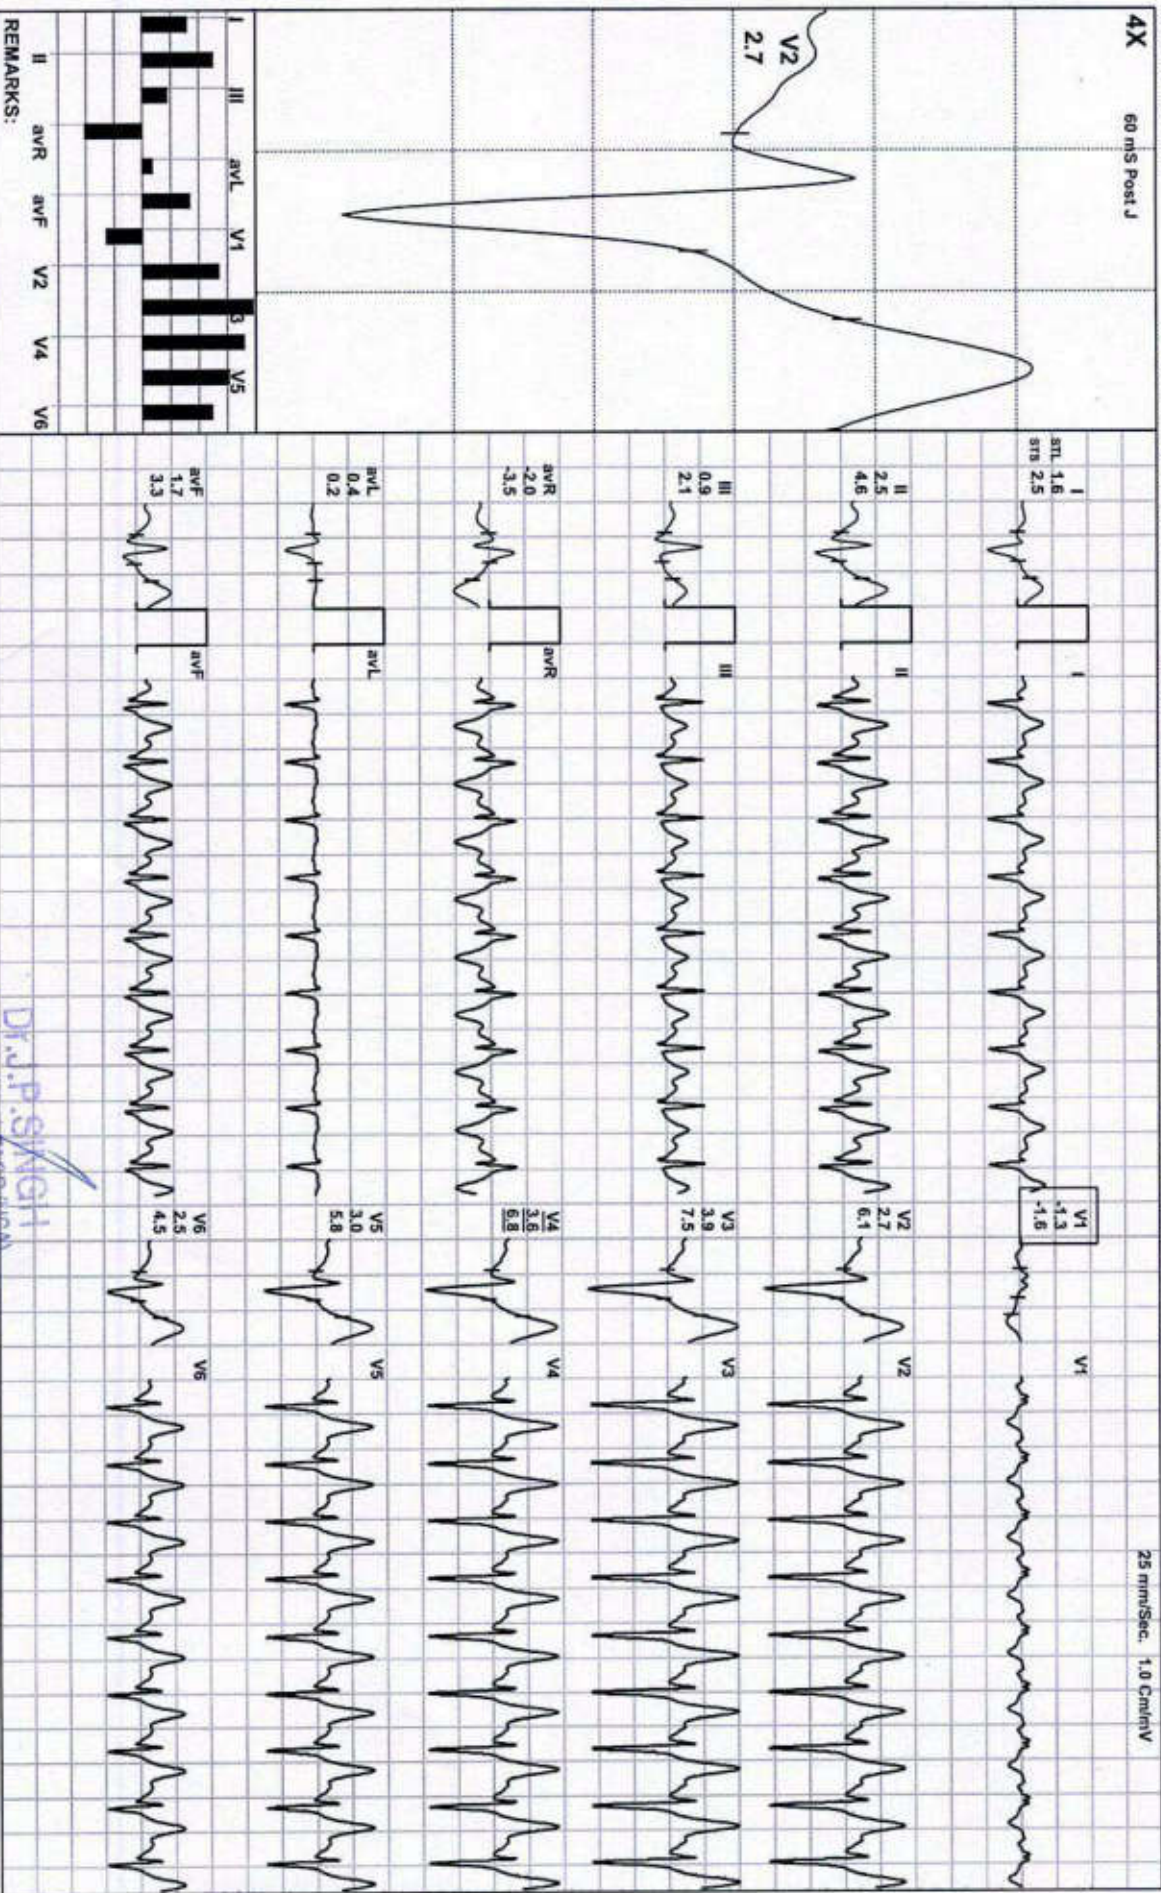 4X
60 mS Post J
25 mm/Sec. 1.0 Cm/mV
V2
2.7
I
STL 1.6
STS 2.5
I
V1
-1.3
-1.6
V1
II
2.5
4.6
II
V2
2.7
6.1
V2
III
0.9
2.1
III
V3
3.9
7.5
V3
avR
-2.0
-3.5
avR
V4
3.6
6.8
V4
avL
0.4
0.2
avL
V5
3.0
5.8
V5
avF
1.7
3.3
avF
V6
2.5
4.5
V6
I III avL V1 3 V5
II avR avF V2 V4 V6
REMARKS:
Dr.J.P.SINGH